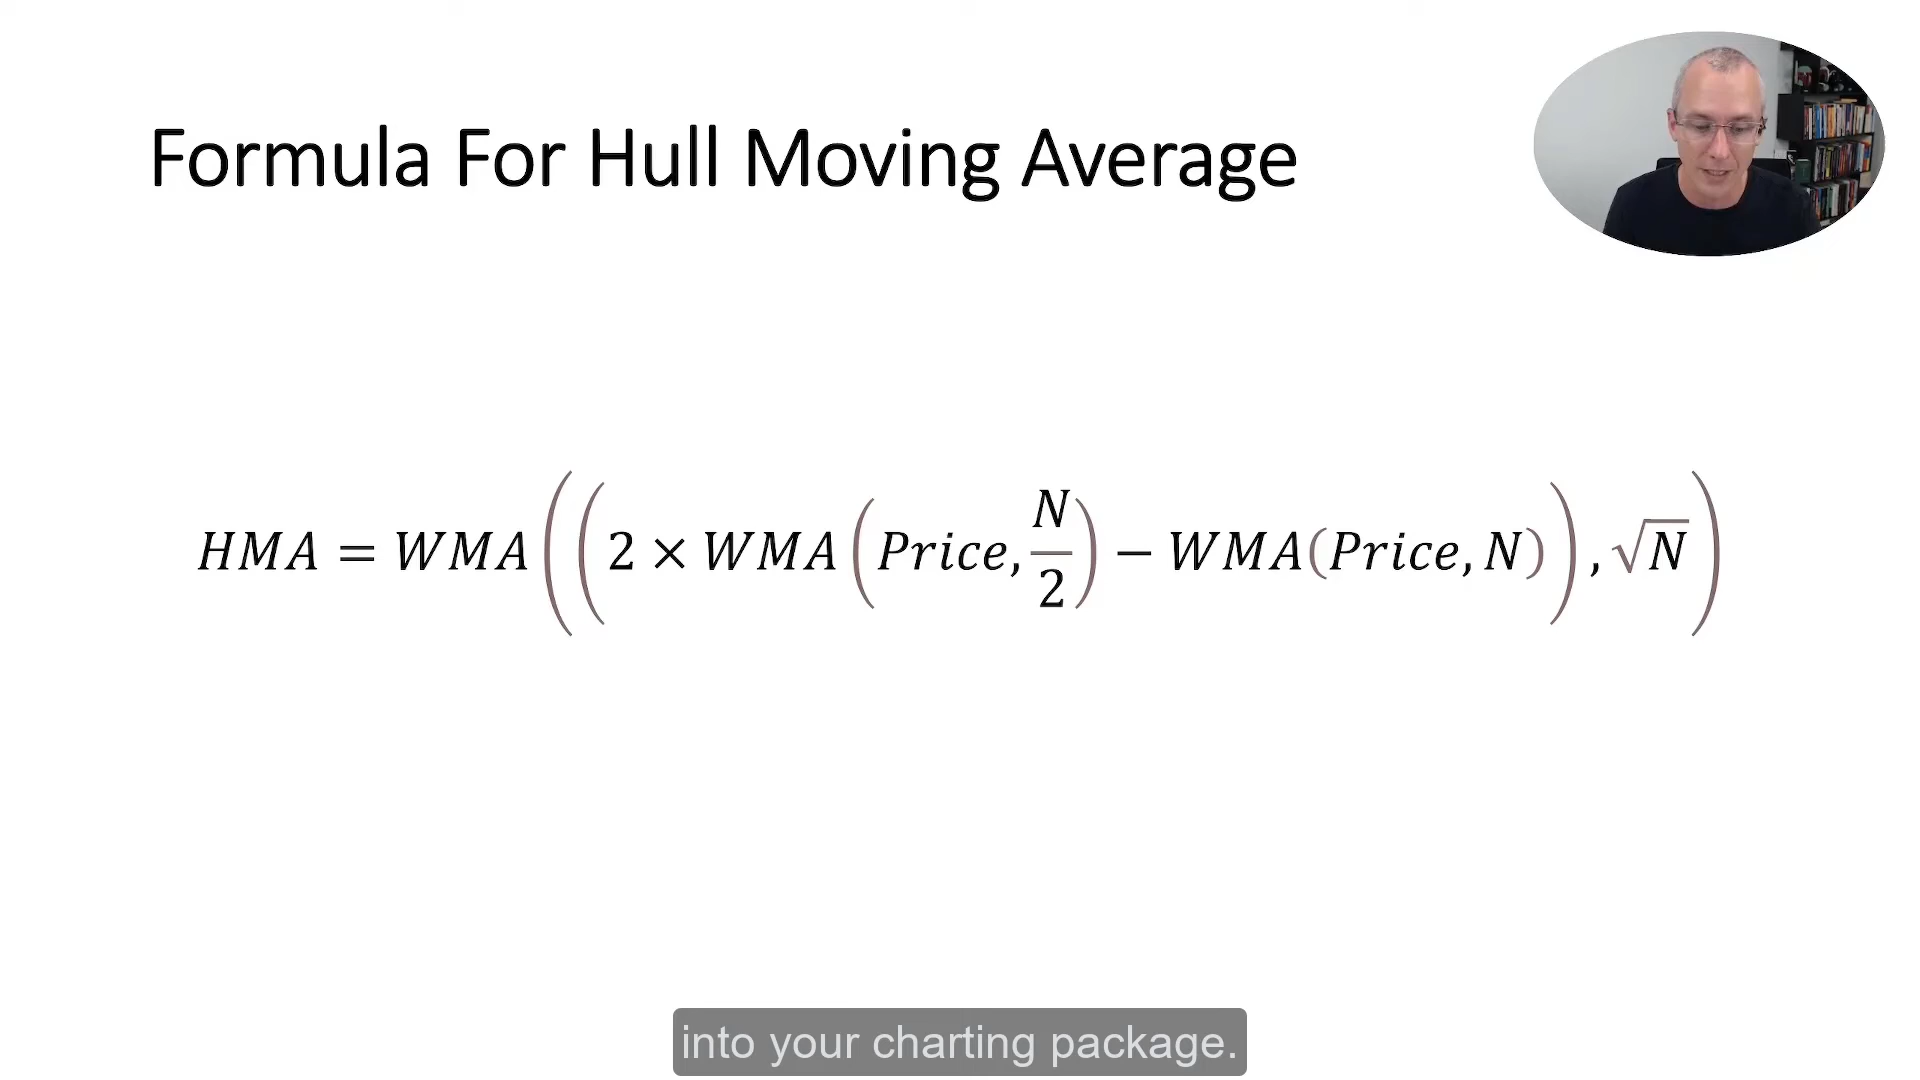 Formula For Hull Moving Average
HMA = WMA((2 × WMA(Price, N/2) − WMA(Price, N)), √N)
into your charting package.